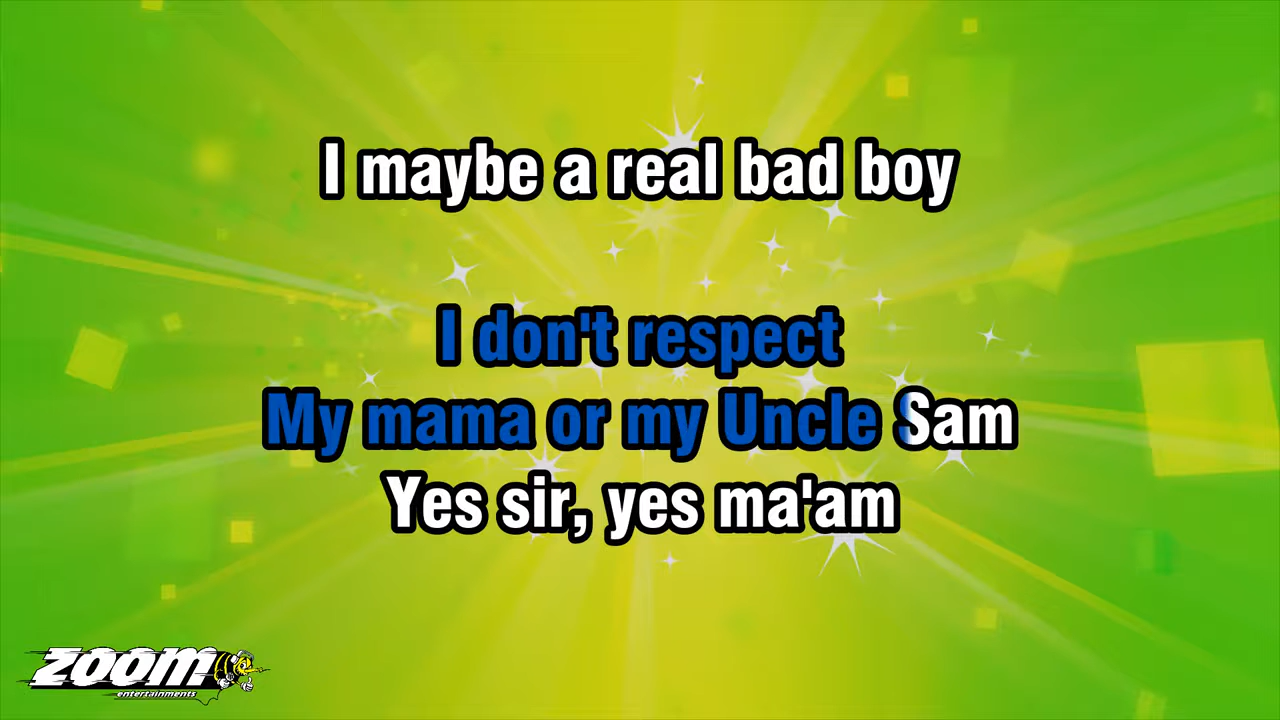 I maybe a real bad boy
I don't respect
My mama or my Uncle Sam
Yes sir, yes ma'am
ZOOM
entertainments